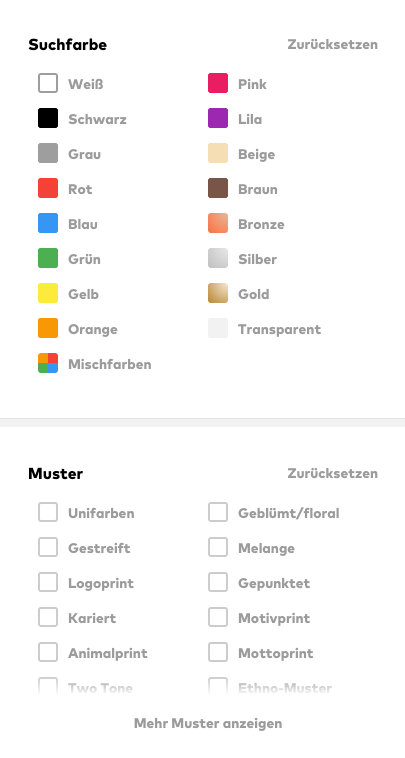 Suchfarbe Zurücksetzen
Weiß Pink
Schwarz Lila
Grau Beige
Rot Braun
Blau Bronze
Grün Silber
Gelb Gold
Orange Transparent
Mischfarben
Muster Zurücksetzen
Unifarben Geblümt/floral
Gestreift Melange
Logoprint Gepunktet
Kariert Motivprint
Animalprint Mottoprint
Two Tone Ethno-Muster
Mehr Muster anzeigen